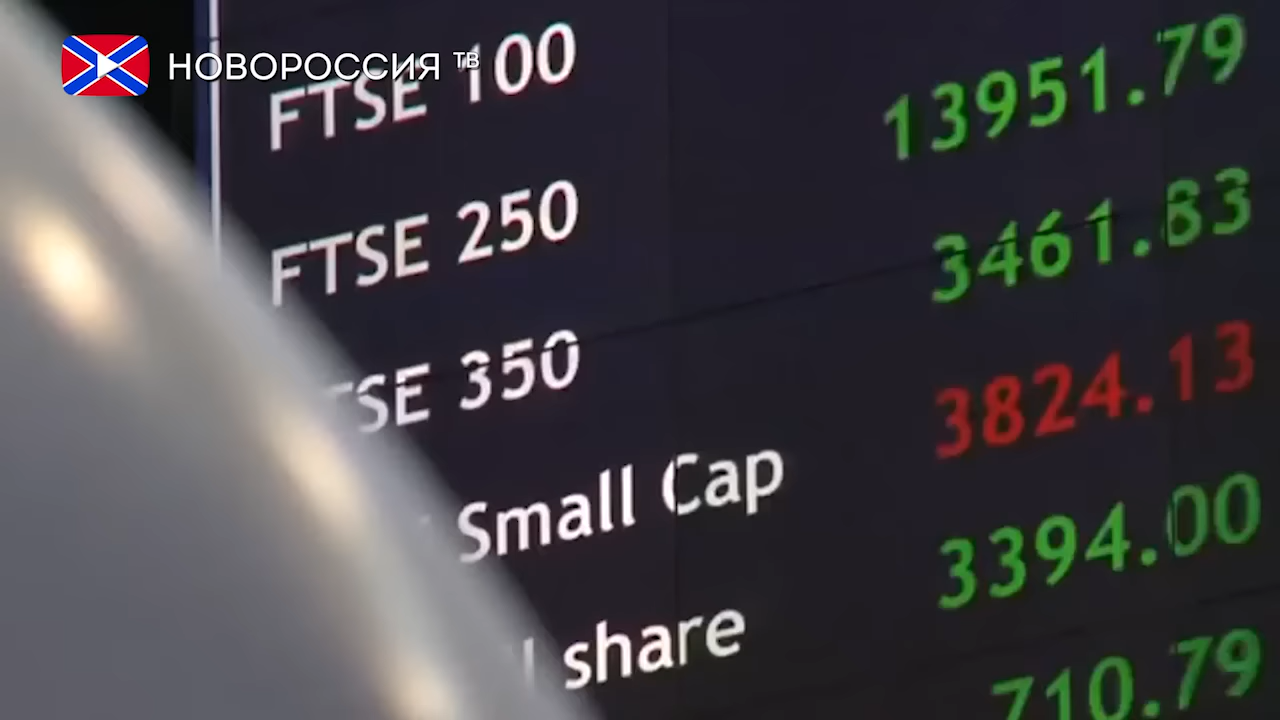 НОВОРОССИЯ ТВ
FTSE 100 13951.79
FTSE 250 3461.83
TSE 350 3824.13
Small Cap 3394.00
share 710.79